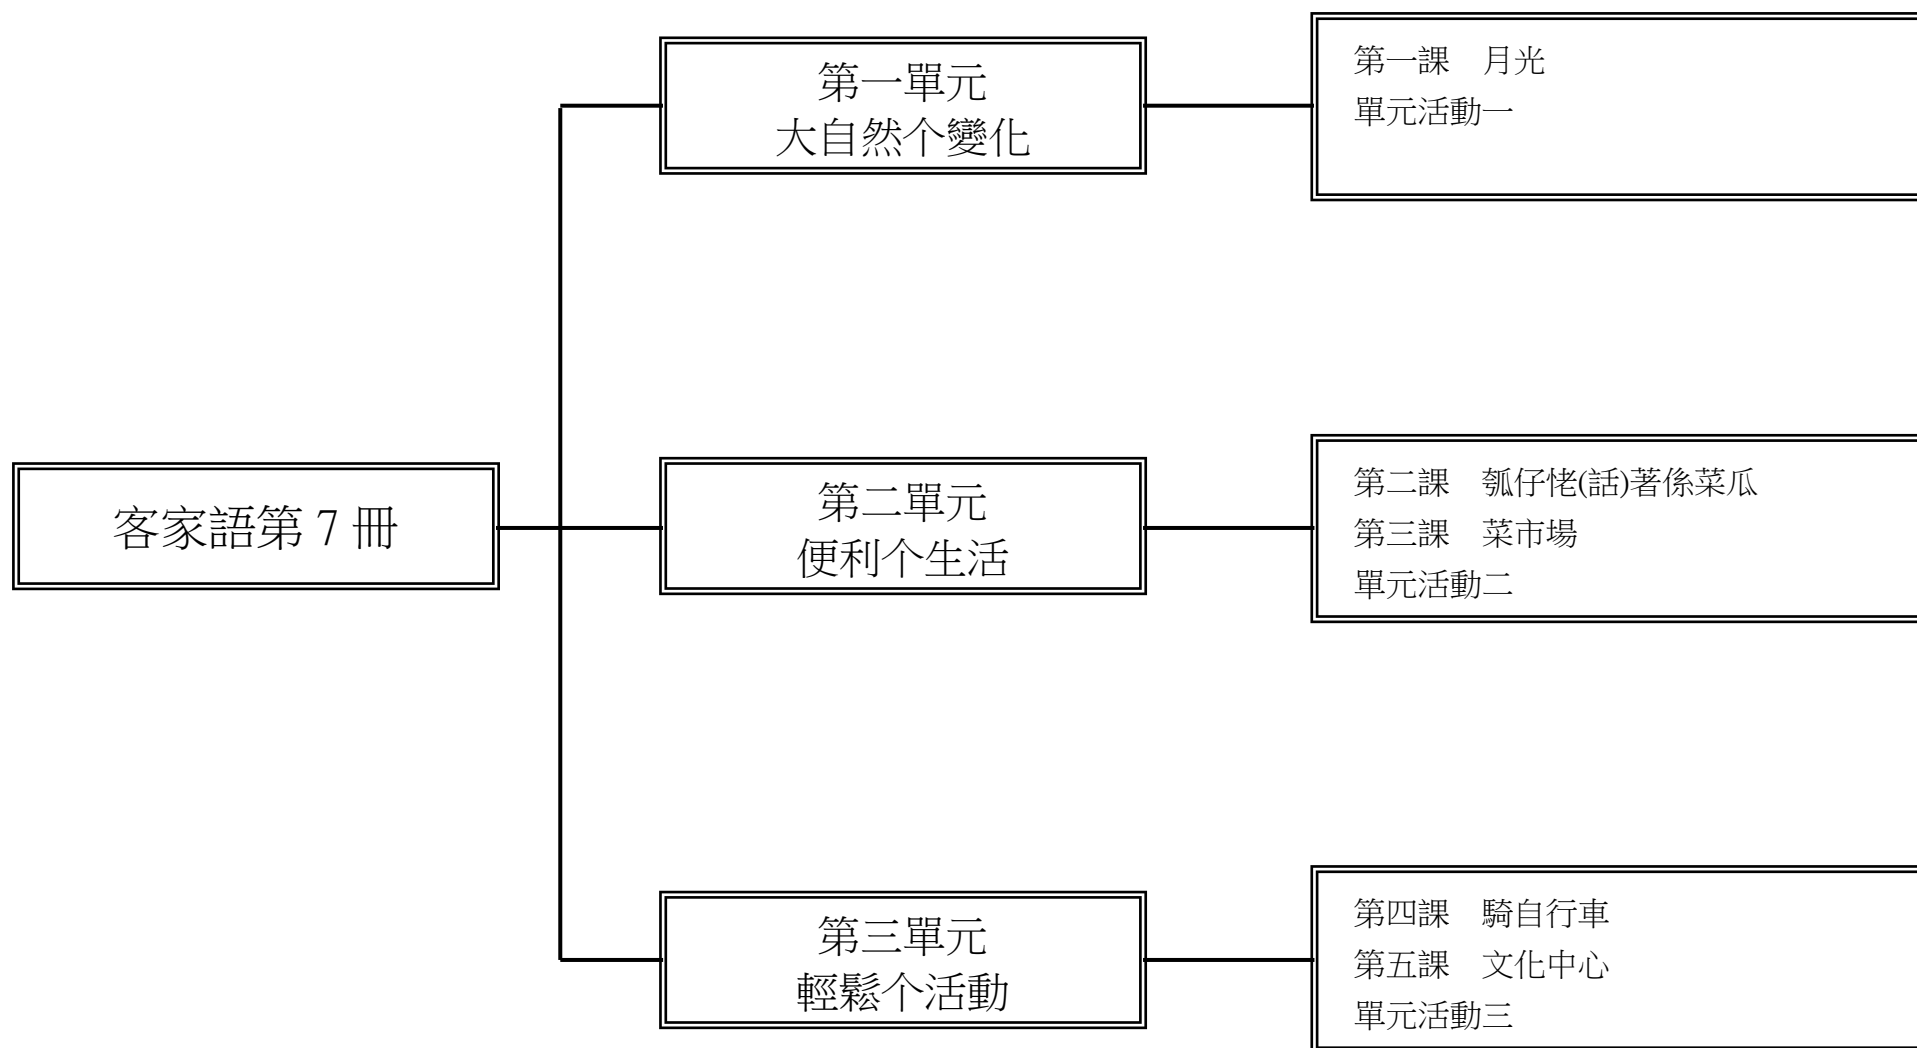 客家語第 7 冊
第一單元
大自然个變化
第一課　月光
單元活動一
第二單元
便利个生活
第二課　瓠仔恅(話)著係菜瓜
第三課　菜市場
單元活動二
第三單元
輕鬆个活動
第四課　騎自行車
第五課　文化中心
單元活動三